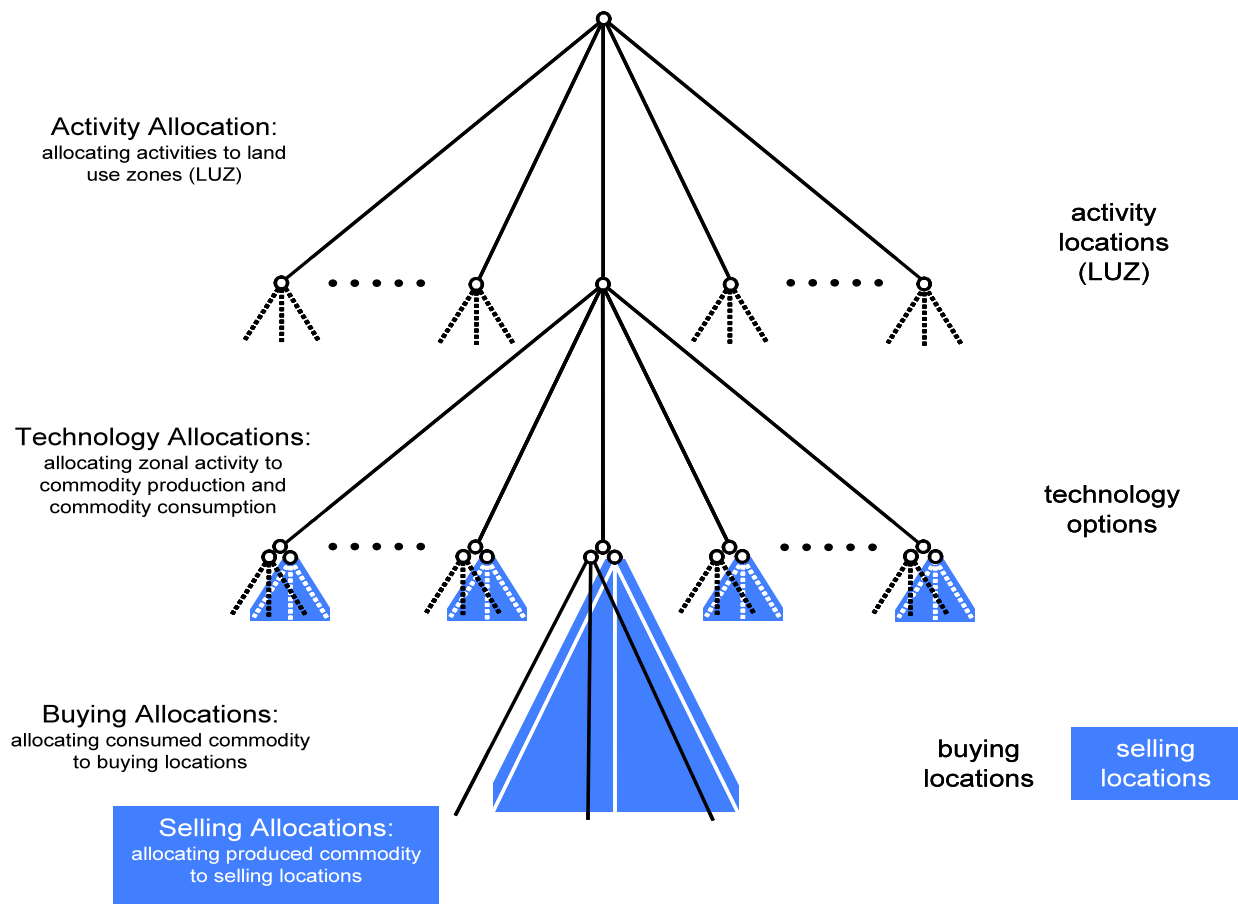 Activity Allocation:
allocating activities to land
use zones (LUZ)
activity
locations
(LUZ)
Technology Allocations:
allocating zonal activity to
commodity production and
commodity consumption
technology
options
Buying Allocations:
allocating consumed commodity
to buying locations
buying
locations
selling
locations
Selling Allocations:
allocating produced commodity
to selling locations